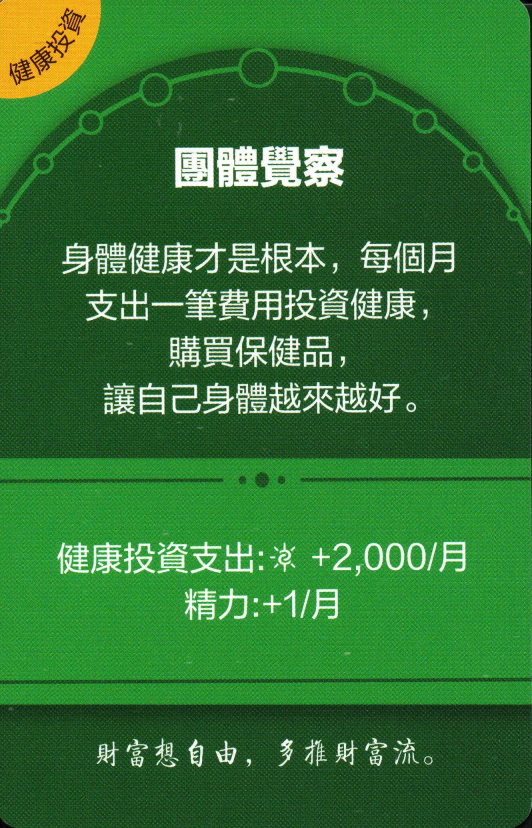 健康投資
團體覺察
身體健康才是根本，每個月
支出一筆費用投資健康，
購買保健品，
讓自己身體越來越好。
健康投資支出: +2,000/月
精力:+1/月
財富想自由，多推財富流。